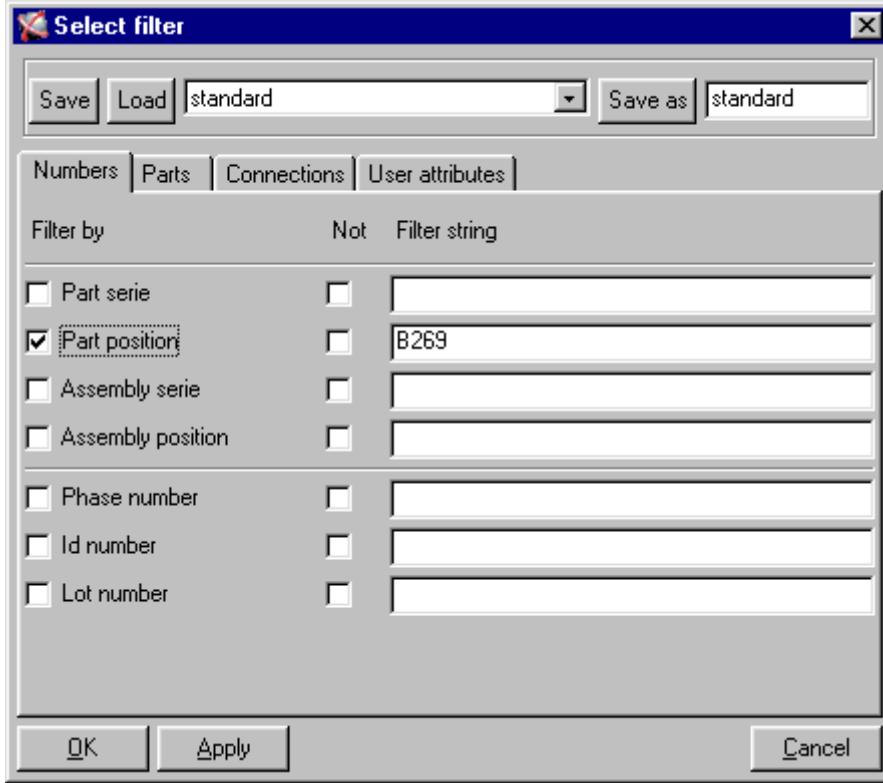 Select filter
Save Load standard Save as standard
Numbers Parts Connections User attributes
Filter by Not Filter string
Part serie
Part position B269
Assembly serie
Assembly position
Phase number
Id number
Lot number
OK Apply Cancel